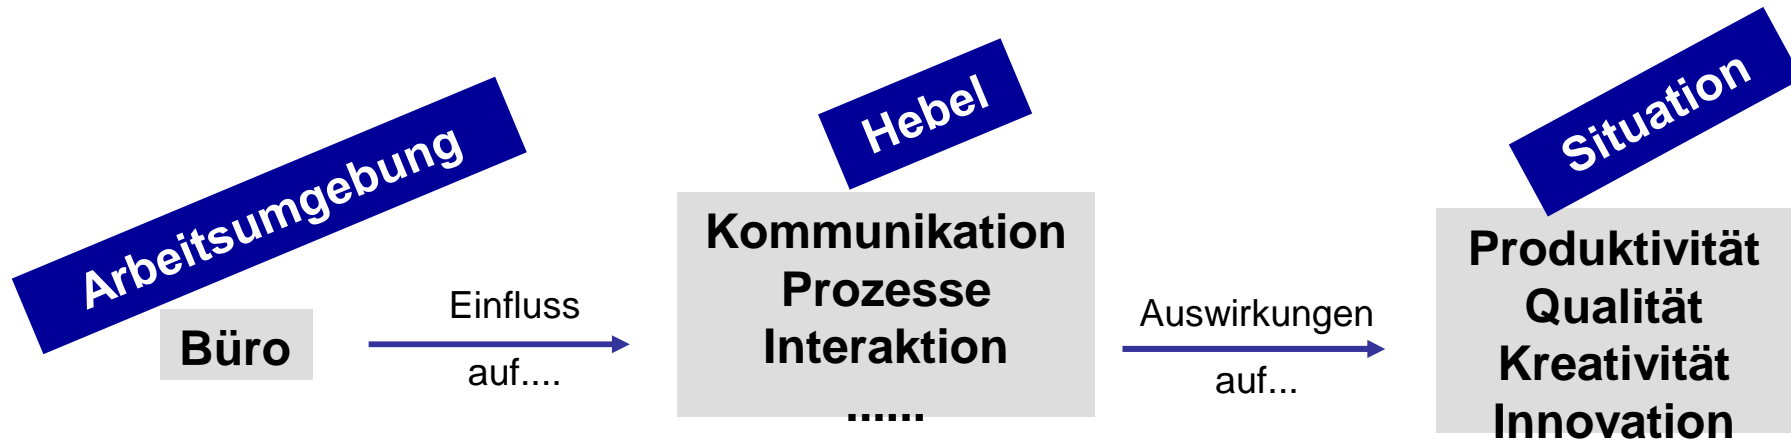 Arbeitsumgebung
Büro
Einfluss
auf....
Hebel
Kommunikation
Prozesse
Interaktion
......
Auswirkungen
auf...
Situation
Produktivität
Qualität
Kreativität
Innovation